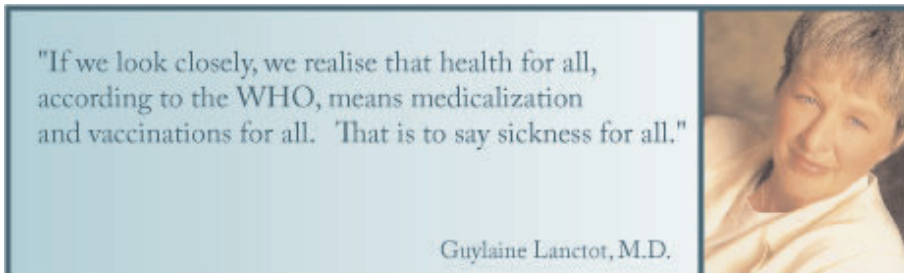 "If we look closely, we realise that health for all,
according to the WHO, means medicalization
and vaccinations for all.   That is to say sickness for all."
Guylaine Lanctot, M.D.